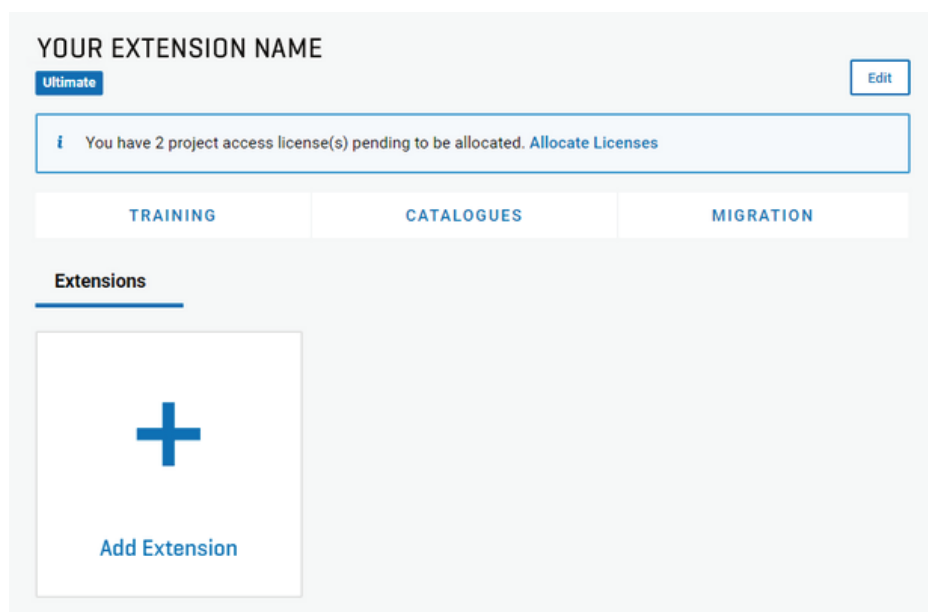 YOUR EXTENSION NAME
Ultimate
Edit
i You have 2 project access license(s) pending to be allocated. Allocate Licenses
TRAINING CATALOGUES MIGRATION
Extensions
Add Extension